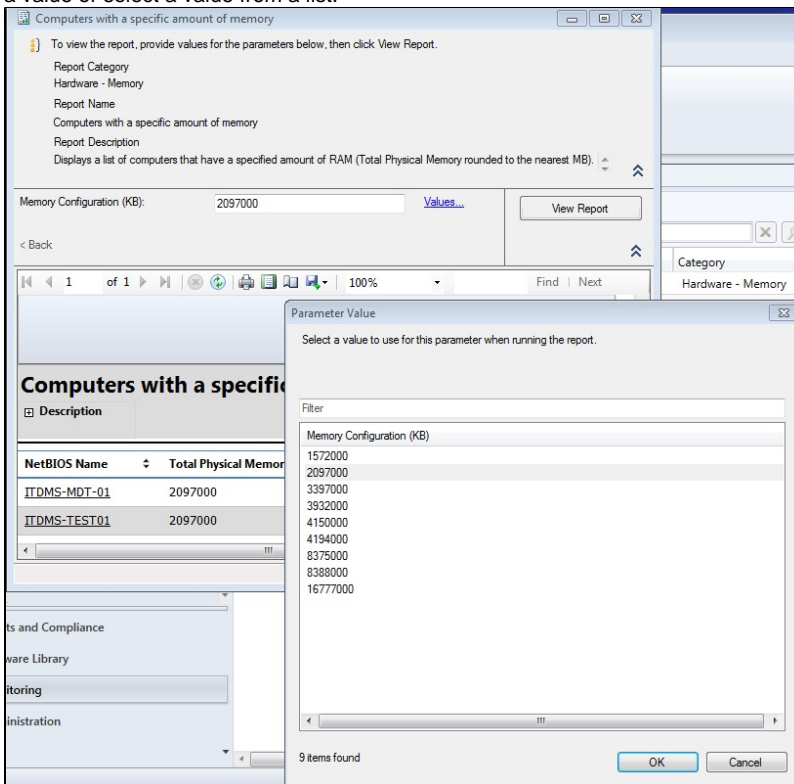 a value or select a value from a list.
Computers with a specific amount of memory
To view the report, provide values for the parameters below, then click View Report.
Report Category
Hardware - Memory
Report Name
Computers with a specific amount of memory
Report Description
Displays a list of computers that have a specified amount of RAM (Total Physical Memory rounded to the nearest MB).
Memory Configuration (KB): 2097000 Values... View Report
< Back
Category
1 of 1 100% Find | Next
Hardware - Memory
Parameter Value
Select a value to use for this parameter when running the report.
Computers with a specific
Description
Filter
Memory Configuration (KB)
NetBIOS Name Total Physical Memor
ITDMS-MDT-01 2097000
ITDMS-TEST01 2097000
1572000
2097000
3397000
3932000
4150000
4194000
8375000
8388000
16777000
ts and Compliance
ware Library
itoring
inistration
9 items found OK Cancel